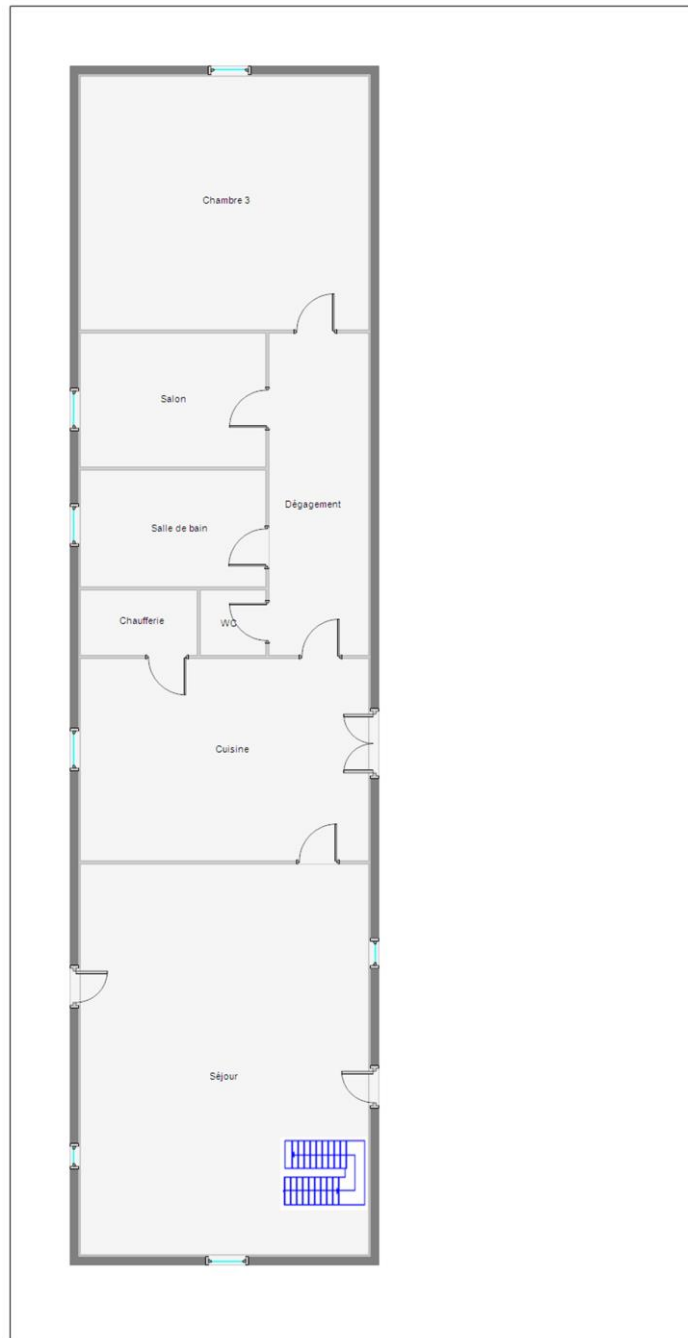 Chambre 3
Salon
Dégagement
Salle de bain
Chaufferie
WC
Cuisine
Séjour